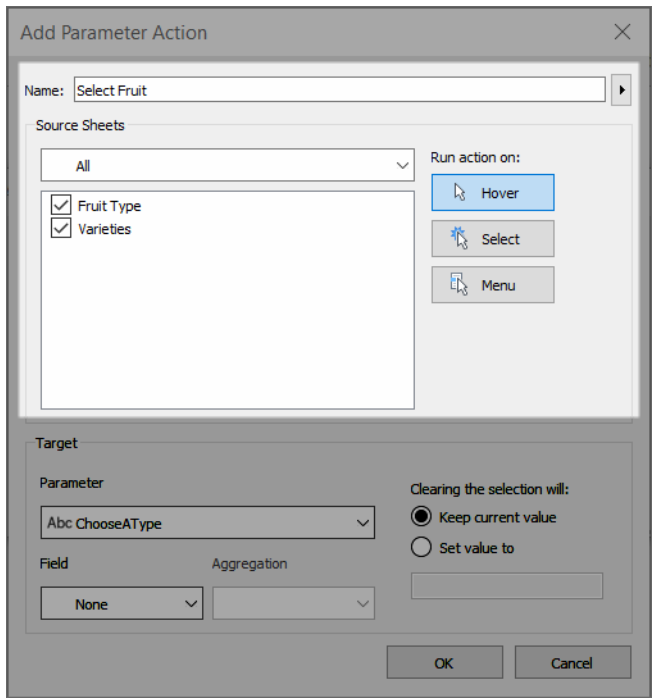 Add Parameter Action
Name: Select Fruit
Source Sheets
All
Run action on:
Fruit Type
Varieties
Hover
Select
Menu
Target
Parameter
Abc ChooseAType
Field
Aggregation
None
Clearing the selection will:
Keep current value
Set value to
OK
Cancel